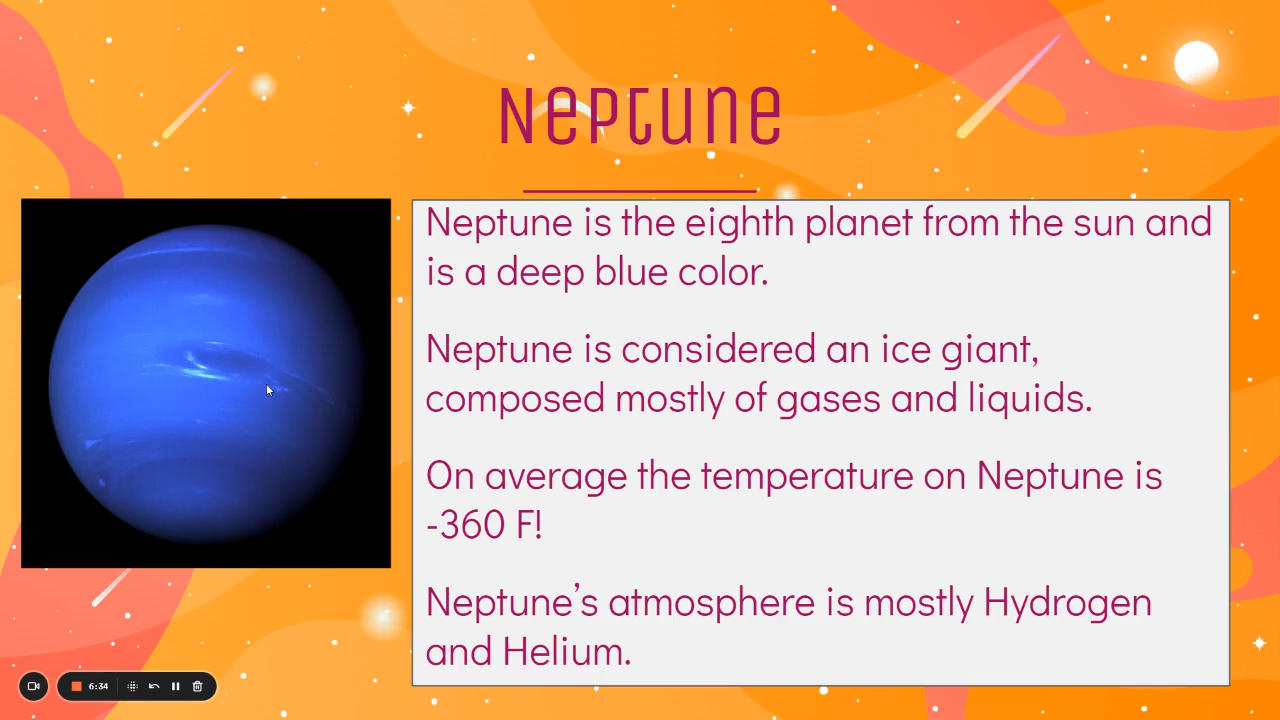 Neptune
Neptune is the eighth planet from the sun and
is a deep blue color.
Neptune is considered an ice giant,
composed mostly of gases and liquids.
On average the temperature on Neptune is
-360 F!
Neptune’s atmosphere is mostly Hydrogen
and Helium.
6:34